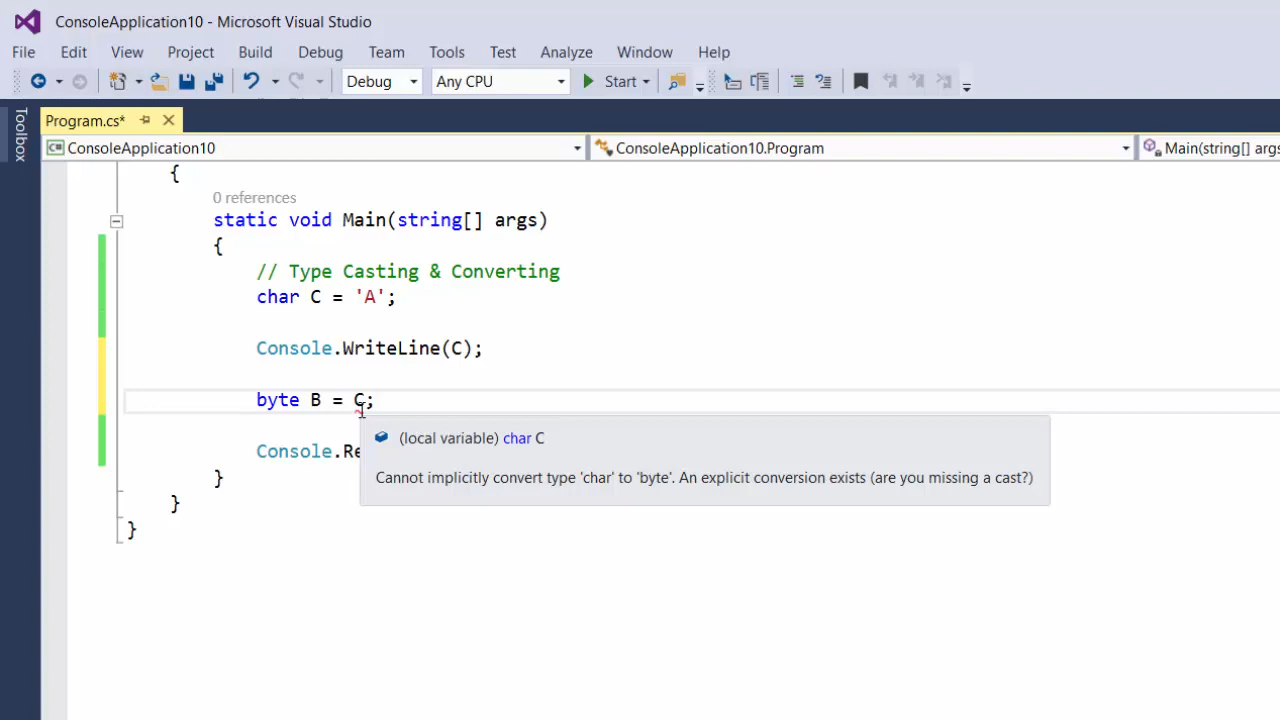 ConsoleApplication10 - Microsoft Visual Studio
File Edit View Project Build Debug Team Tools Test Analyze Window Help
Debug Any CPU Start
Toolbox
Program.cs*
C# ConsoleApplication10 ConsoleApplication10.Program Main(string[] args
{
0 references
static void Main(string[] args)
{
// Type Casting & Converting
char C = 'A';
Console.WriteLine(C);
byte B = C;
(local variable) char C
Console.Re
Cannot implicitly convert type 'char' to 'byte'. An explicit conversion exists (are you missing a cast?)
}
}
}